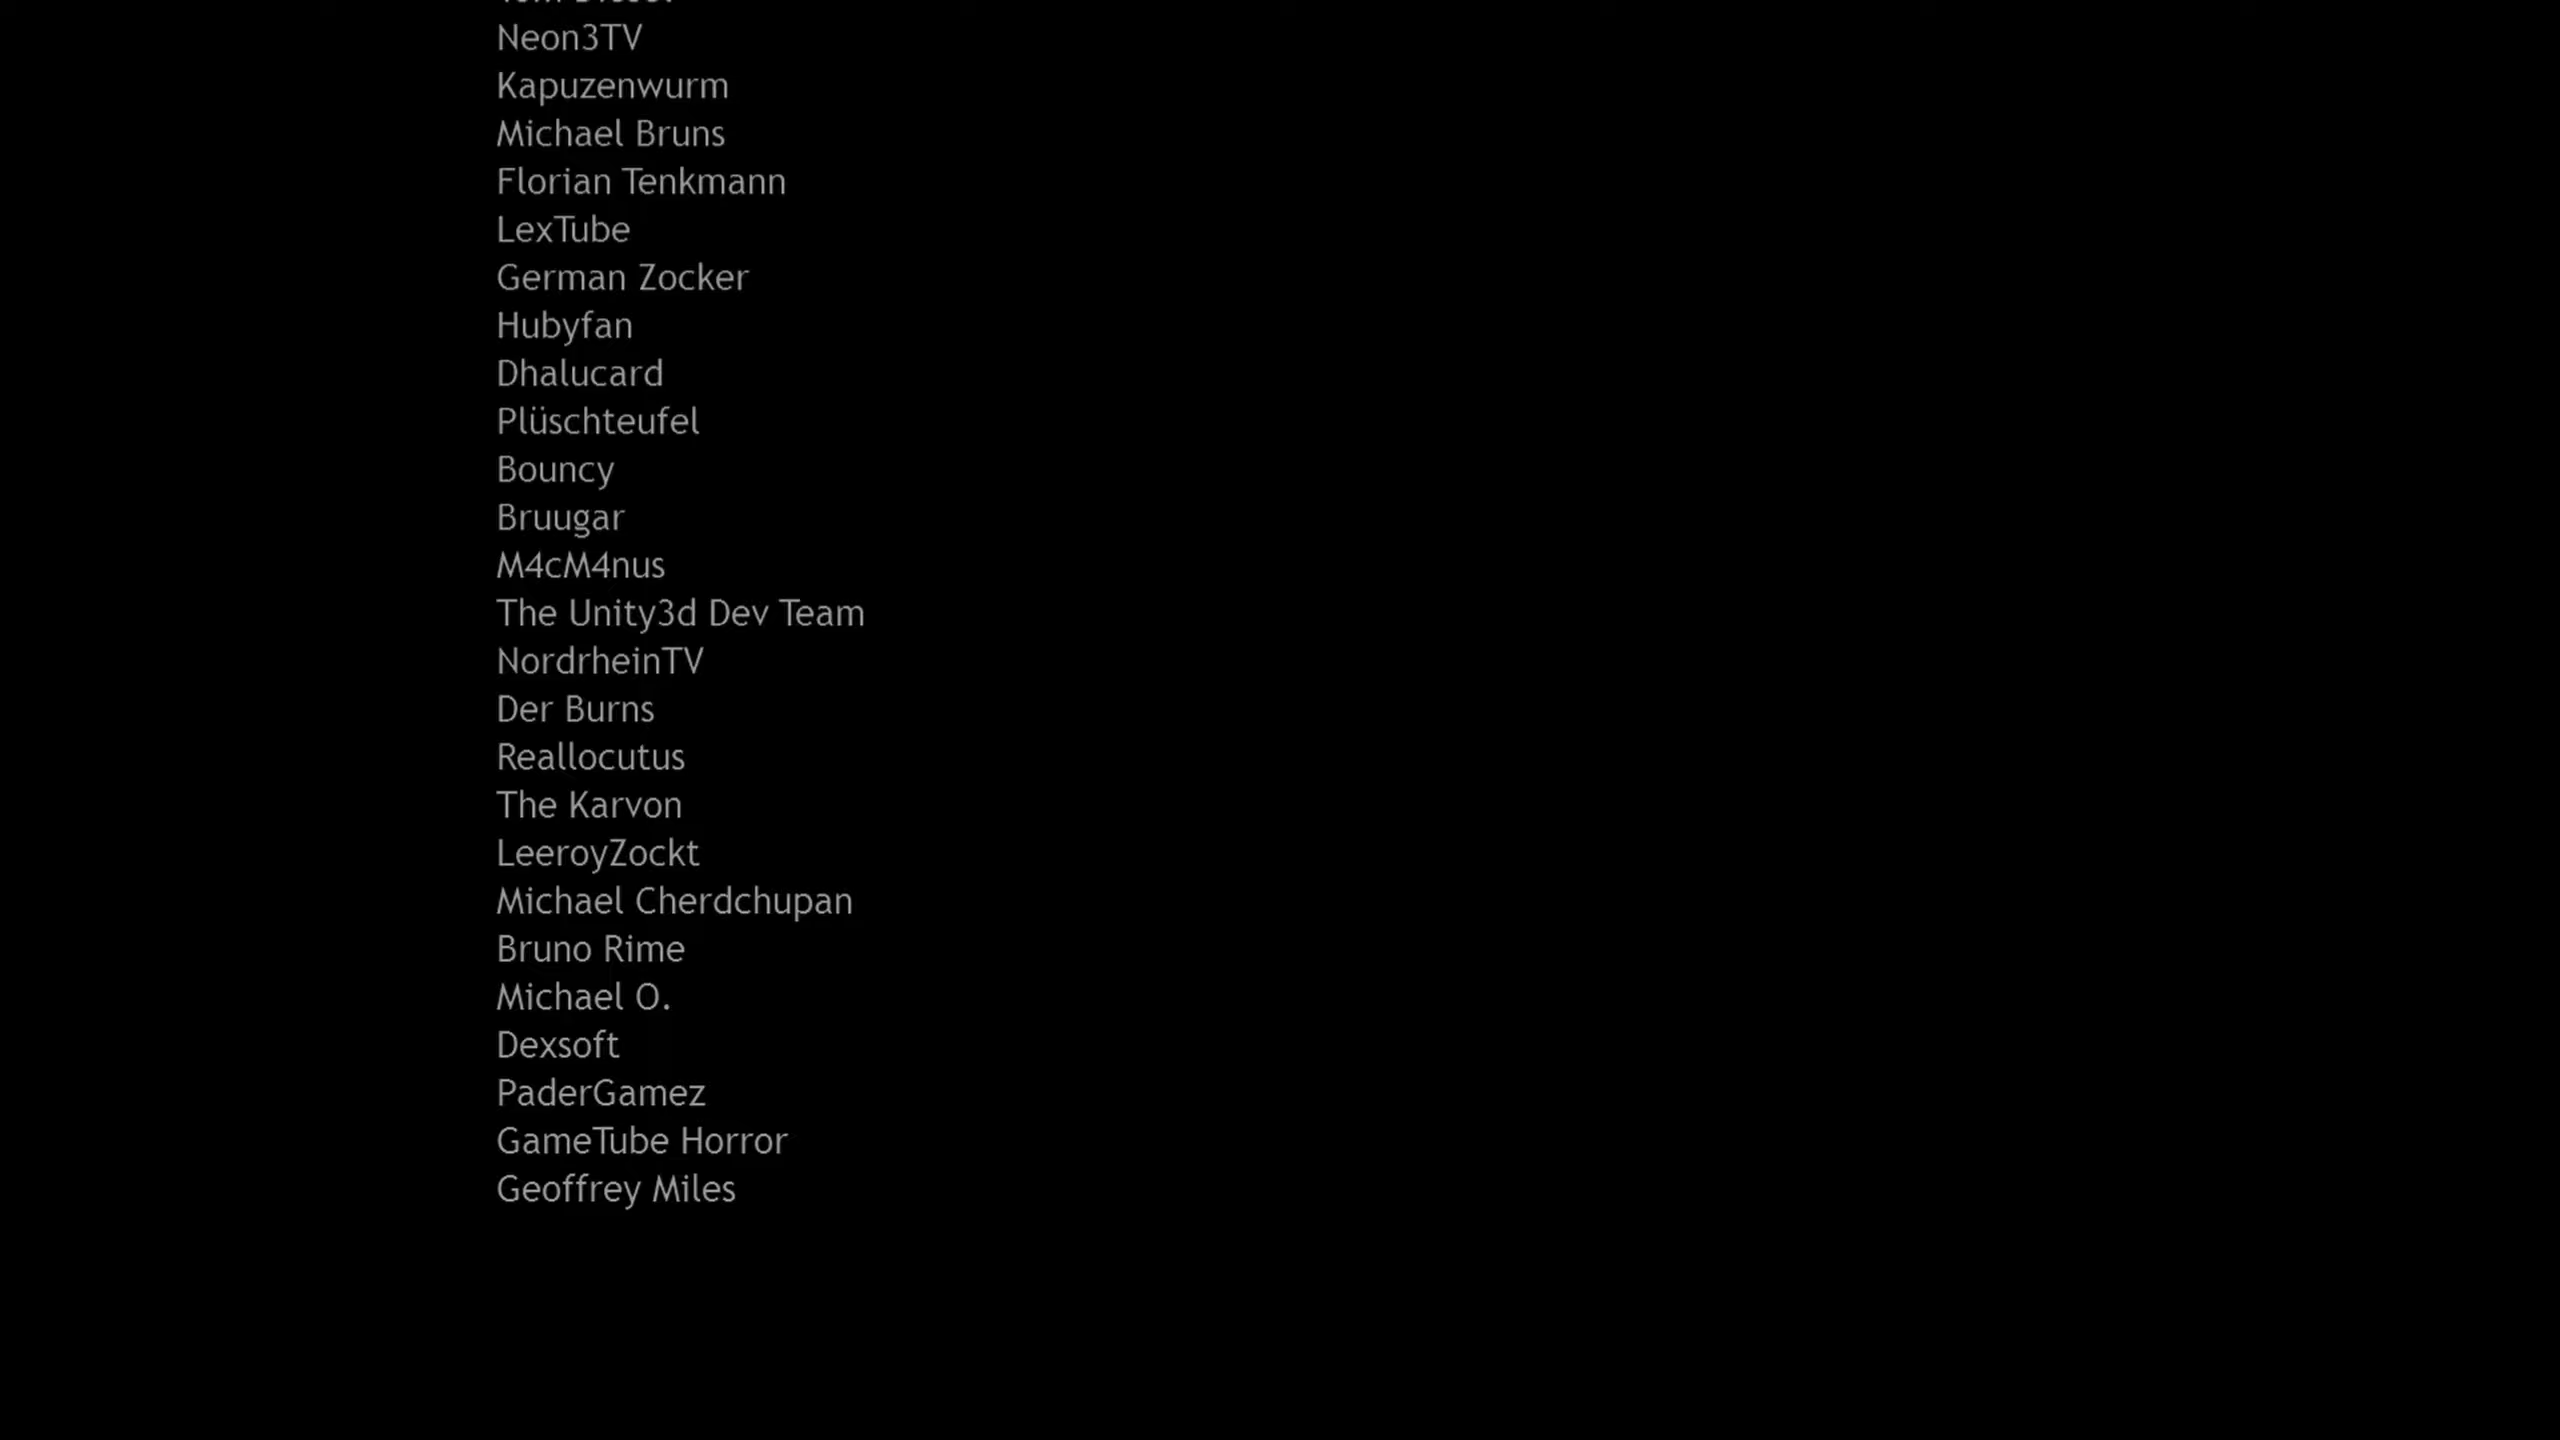 Neon3TV
Kapuzenwurm
Michael Bruns
Florian Tenkmann
LexTube
German Zocker
Hubyfan
Dhalucard
Plüschteufel
Bouncy
Bruugar
M4cM4nus
The Unity3d Dev Team
NordrheinTV
Der Burns
Reallocutus
The Karvon
LeeroyZockt
Michael Cherdchupan
Bruno Rime
Michael O.
Dexsoft
PaderGamez
GameTube Horror
Geoffrey Miles